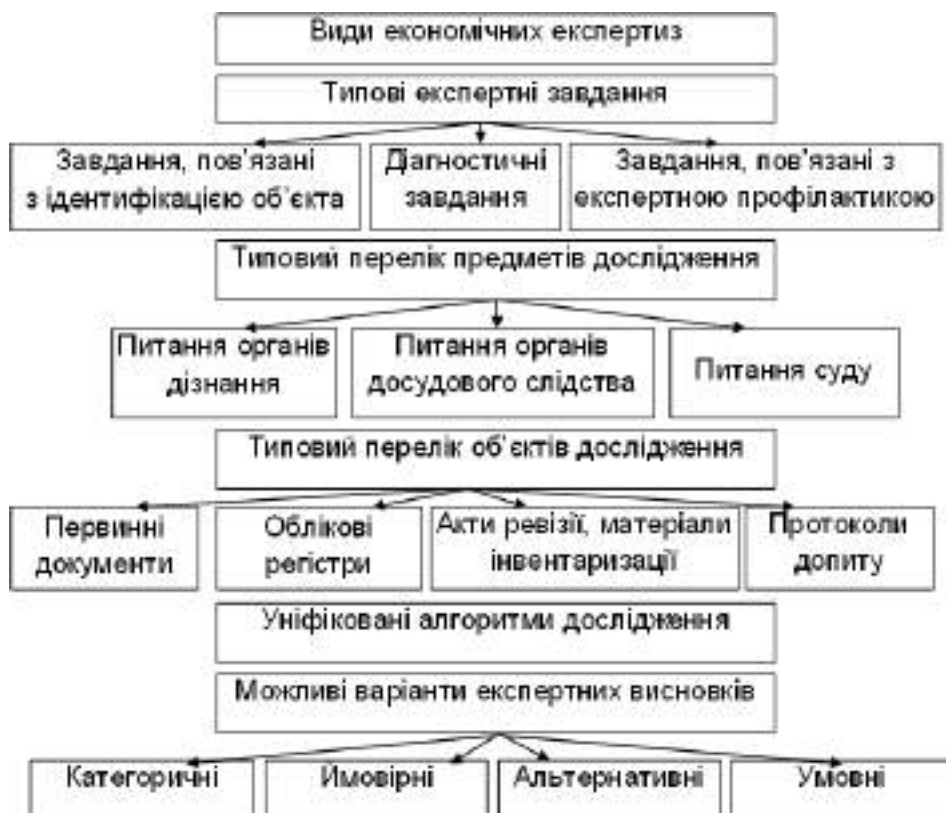 Види економічних експертиз
Типові експертні завдання
Завдання, пов'язані
з ідентифікацією об'єкта
Діагностичні
завдання
Завдання, пов'язані з
експертною профілактикою
Типовий перелік предметів дослідження
Питання органів
дізнання
Питання органів
досудового слідства
Питання суду
Типовий перелік об'єктів дослідження
Первинні
документи
Облікові
регістри
Акти ревізії, матеріали
інвентаризації
Протоколи
допиту
Уніфіковані алгоритми дослідження
Можливі варіанти експертних висновків
Категоричні
Ймовірні
Альтернативні
Умовні